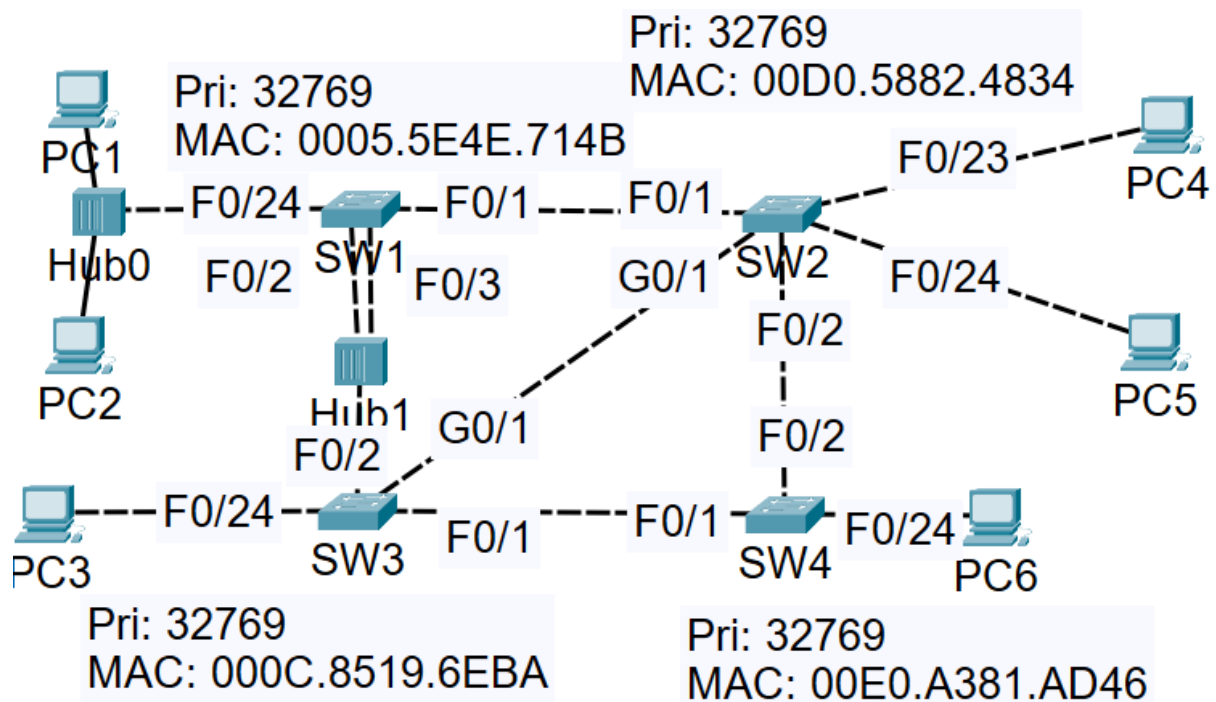 Pri: 32769
MAC: 00D0.5882.4834
Pri: 32769
MAC: 0005.5E4E.714B
PC1
F0/24
F0/1
F0/1
F0/23
PC4
Hub0
F0/2
SW1
F0/3
G0/1
SW2
F0/24
F0/2
PC2
Hub1
PC5
F0/2
G0/1
F0/2
F0/24
F0/1
F0/1
F0/24
PC3
SW3
SW4
PC6
Pri: 32769
MAC: 000C.8519.6EBA
Pri: 32769
MAC: 00E0.A381.AD46